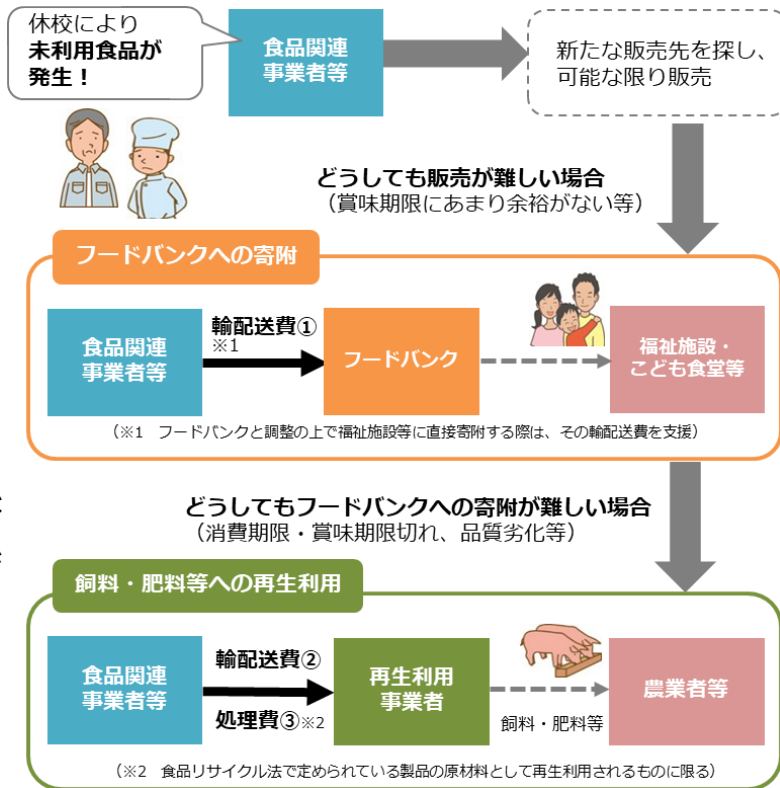 休校により
未利用食品が
発生！
食品関連
事業者等
新たな販売先を探し、
可能な限り販売
どうしても販売が難しい場合
（賞味期限にあまり余裕がない等）
フードバンクへの寄附
食品関連
事業者等
輸配送費①
※1
フードバンク
福祉施設・
こども食堂等
（※1　フードバンクと調整の上で福祉施設等に直接寄附する際は、その輸配送費を支援）
どうしてもフードバンクへの寄附が難しい場合
（消費期限・賞味期限切れ、品質劣化等）
飼料・肥料等への再生利用
食品関連
事業者等
輸配送費②
処理費③※2
再生利用
事業者
飼料・肥料等
農業者等
（※2　食品リサイクル法で定められている製品の原材料として再生利用されるものに限る）